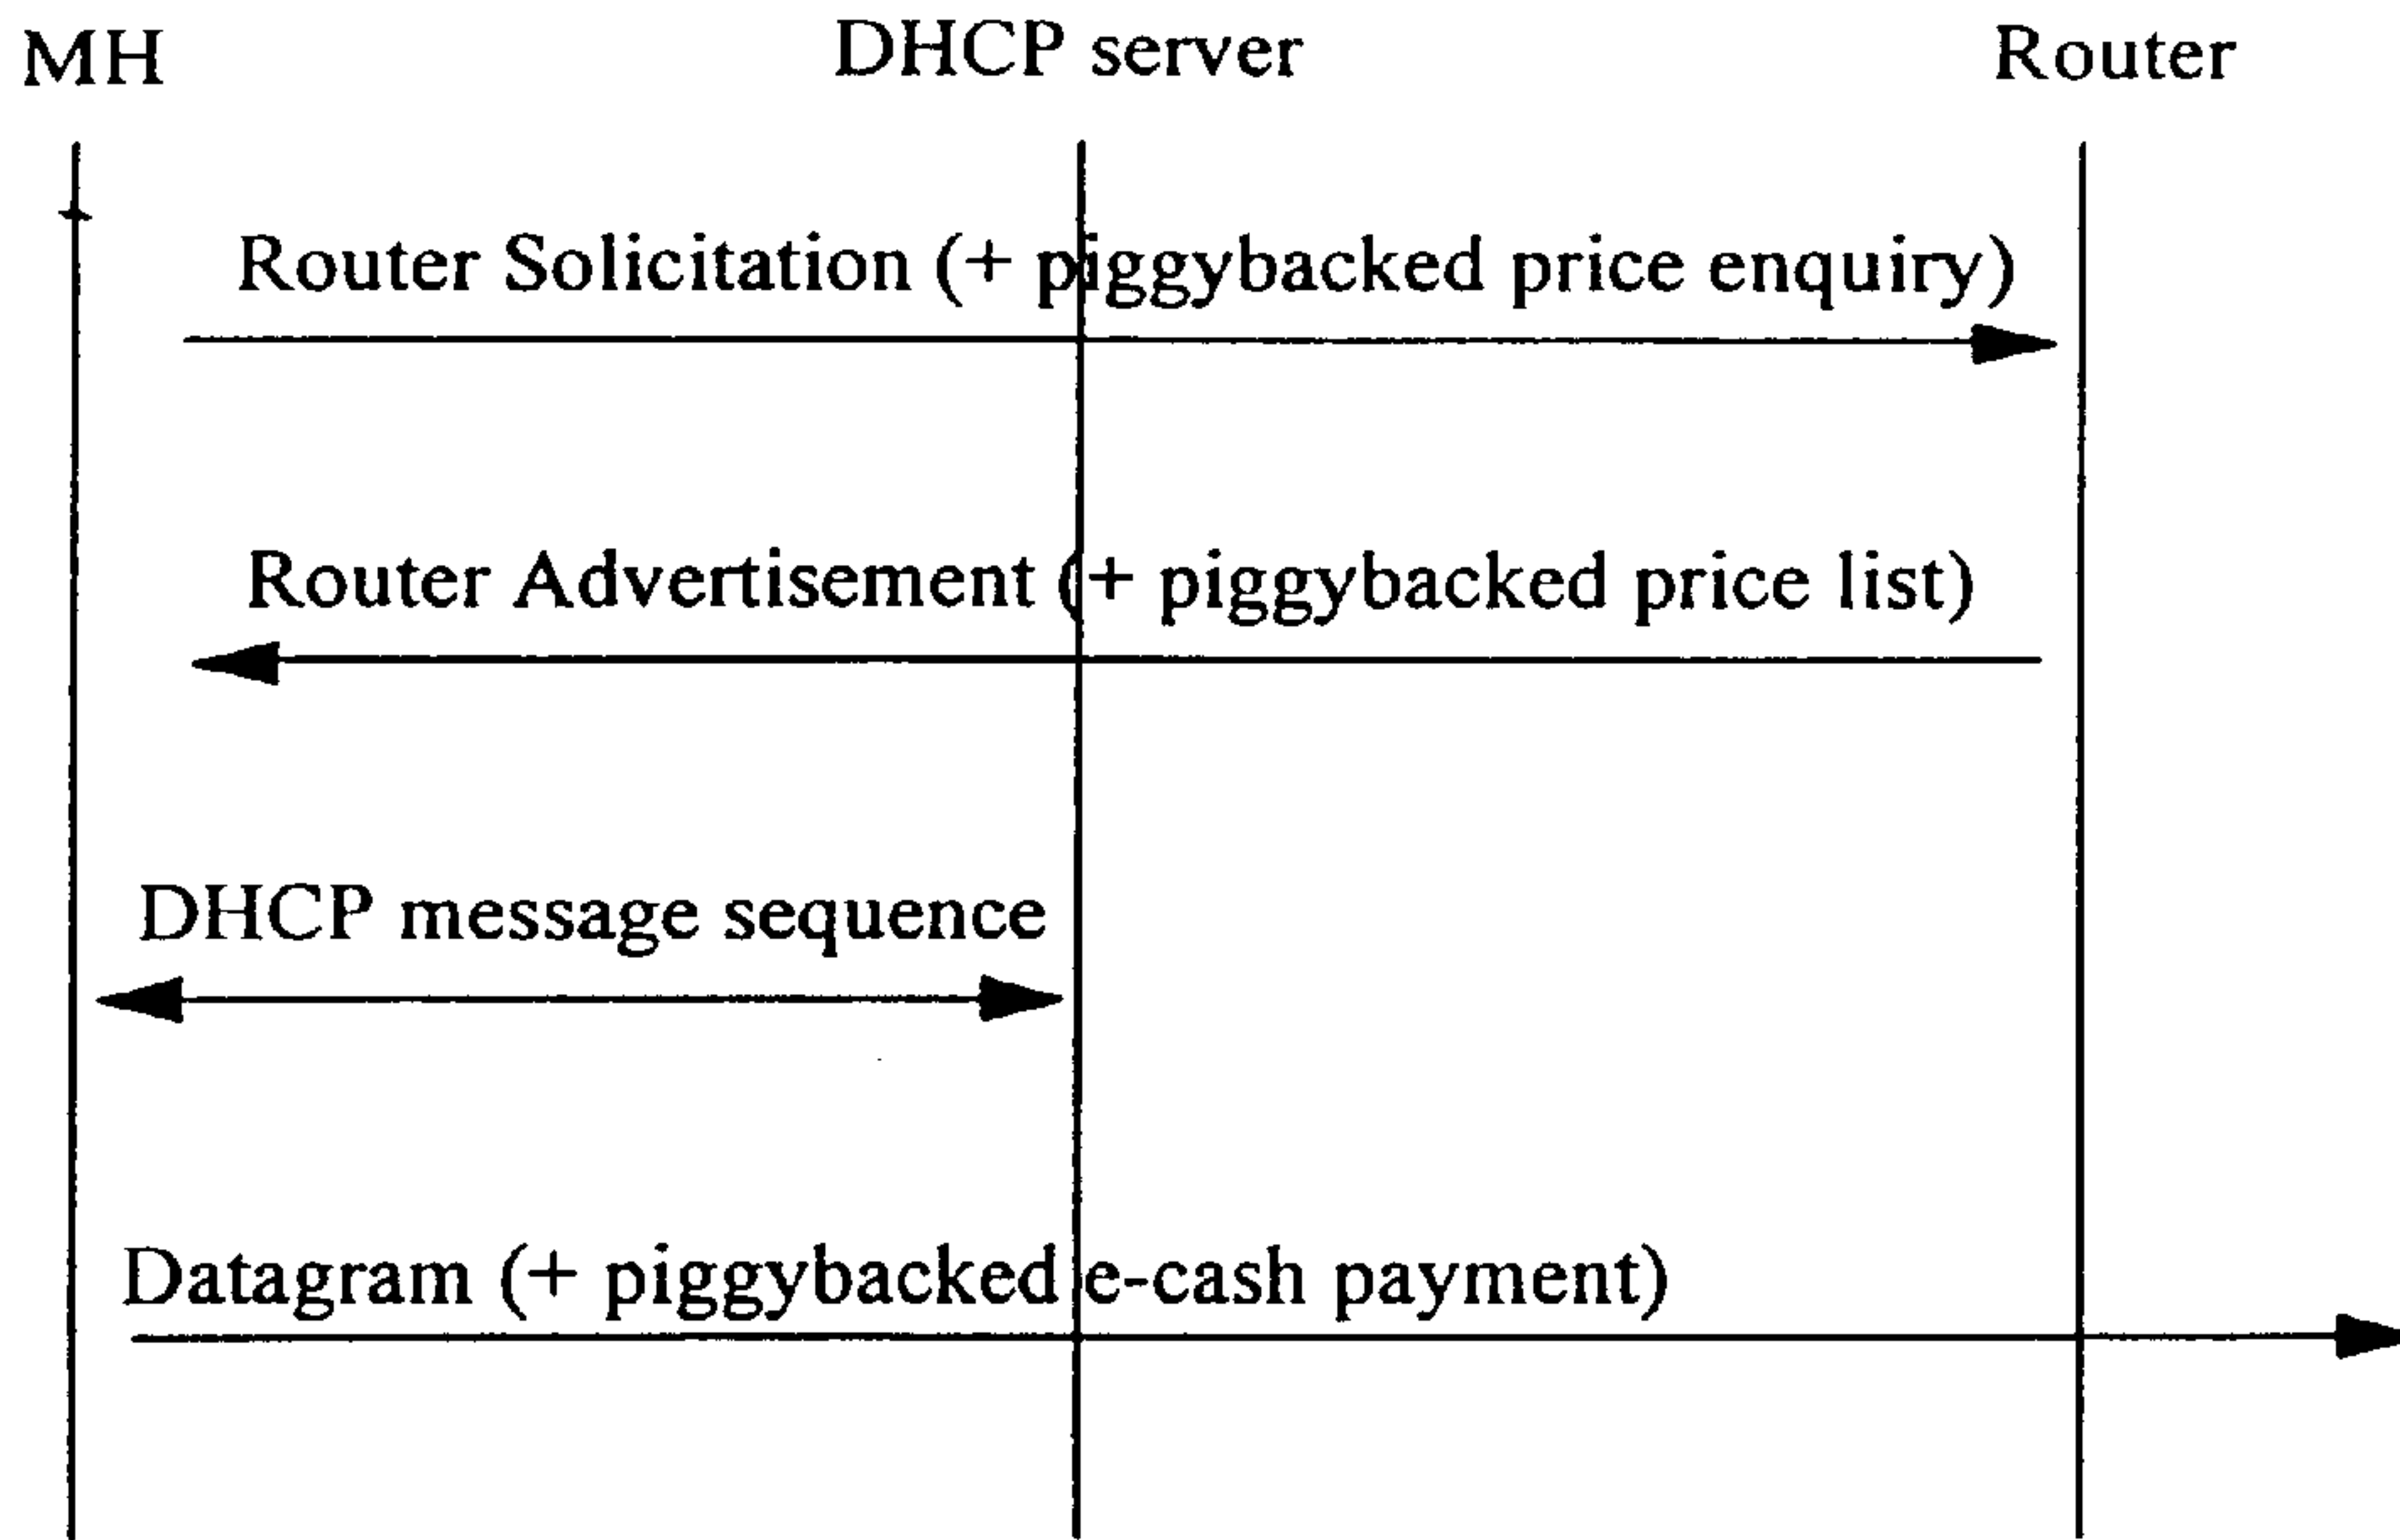 MH DHCP server Router
Router Solicitation (+ piggybacked price enquiry)
Router Advertisement (+ piggybacked price list)
DHCP message sequence
Datagram (+ piggybacked e-cash payment)